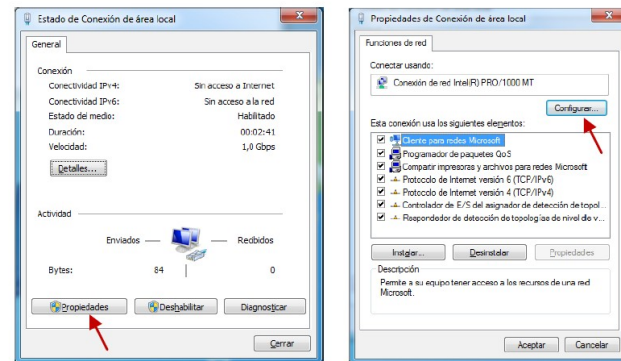 Estado de Conexión de área local
General
Conexión
Conectividad IPv4: Sin acceso a Internet
Conectividad IPv6: Sin acceso a la red
Estado del medio: Habilitado
Duración: 00:02:41
Velocidad: 1,0 Gbps
Detalles...
Actividad
Enviados — Recibidos
Bytes: 84 | 0
Propiedades Deshabilitar Diagnosticar
Cerrar
Propiedades de Conexión de área local
Funciones de red
Conectar usando:
Conexión de red Intel(R) PRO/1000 MT
Configurar...
Esta conexión usa los siguientes elementos:
Cliente para redes Microsoft
Programador de paquetes QoS
Compartir impresoras y archivos para redes Microsoft
Protocolo de Internet versión 6 (TCP/IPv6)
Protocolo de Internet versión 4 (TCP/IPv4)
Controlador de E/S del asignador de detección de topol...
Respondedor de detección de topologías de nivel de v...
Instalar... Desinstalar Propiedades
Descripción
Permite a su equipo tener acceso a los recursos de una red
Microsoft.
Aceptar Cancelar